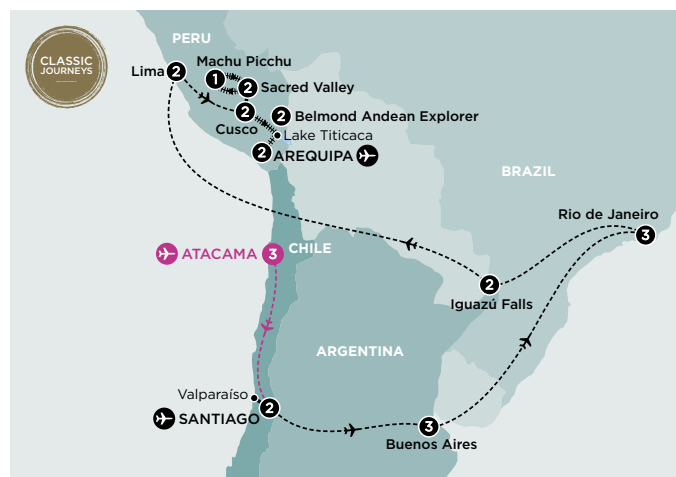 CLASSIC
JOURNEYS
PERU
Machu Picchu
Lima
2
1
2
Sacred Valley
2
Cusco
2
Belmond Andean Explorer
Lake Titicaca
2
AREQUIPA
BRAZIL
Rio de Janeiro
3
ATACAMA
3
CHILE
2
Iguazú Falls
ARGENTINA
Valparaíso
SANTIAGO
2
3
Buenos Aires